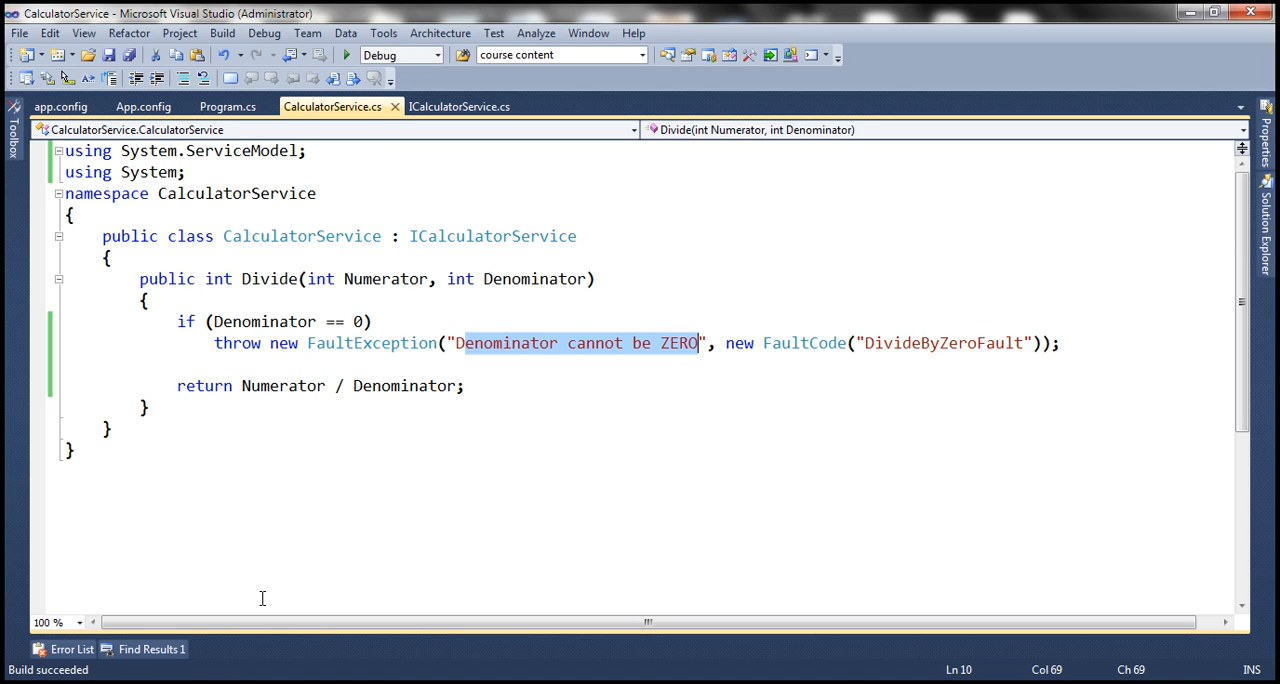 CalculatorService - Microsoft Visual Studio (Administrator)
File Edit View Refactor Project Build Debug Team Data Tools Architecture Test Analyze Window Help
Debug course content
app.config App.config Program.cs CalculatorService.cs ICalculatorService.cs
CalculatorService.CalculatorService Divide(int Numerator, int Denominator)
Toolbox
Properties
Solution Explorer
using System.ServiceModel;
using System;
namespace CalculatorService
{
public class CalculatorService : ICalculatorService
{
public int Divide(int Numerator, int Denominator)
{
if (Denominator == 0)
throw new FaultException("Denominator cannot be ZERO", new FaultCode("DivideByZeroFault"));
return Numerator / Denominator;
}
}
}
100 %
Error List Find Results 1
Build succeeded Ln 10 Col 69 Ch 69 INS